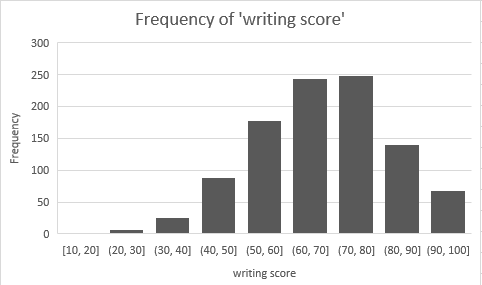 Frequency of 'writing score'
300
250
200
150
100
50
0
Frequency
[10, 20] (20, 30] (30, 40] (40, 50] (50, 60] (60, 70] (70, 80] (80, 90] (90, 100]
writing score